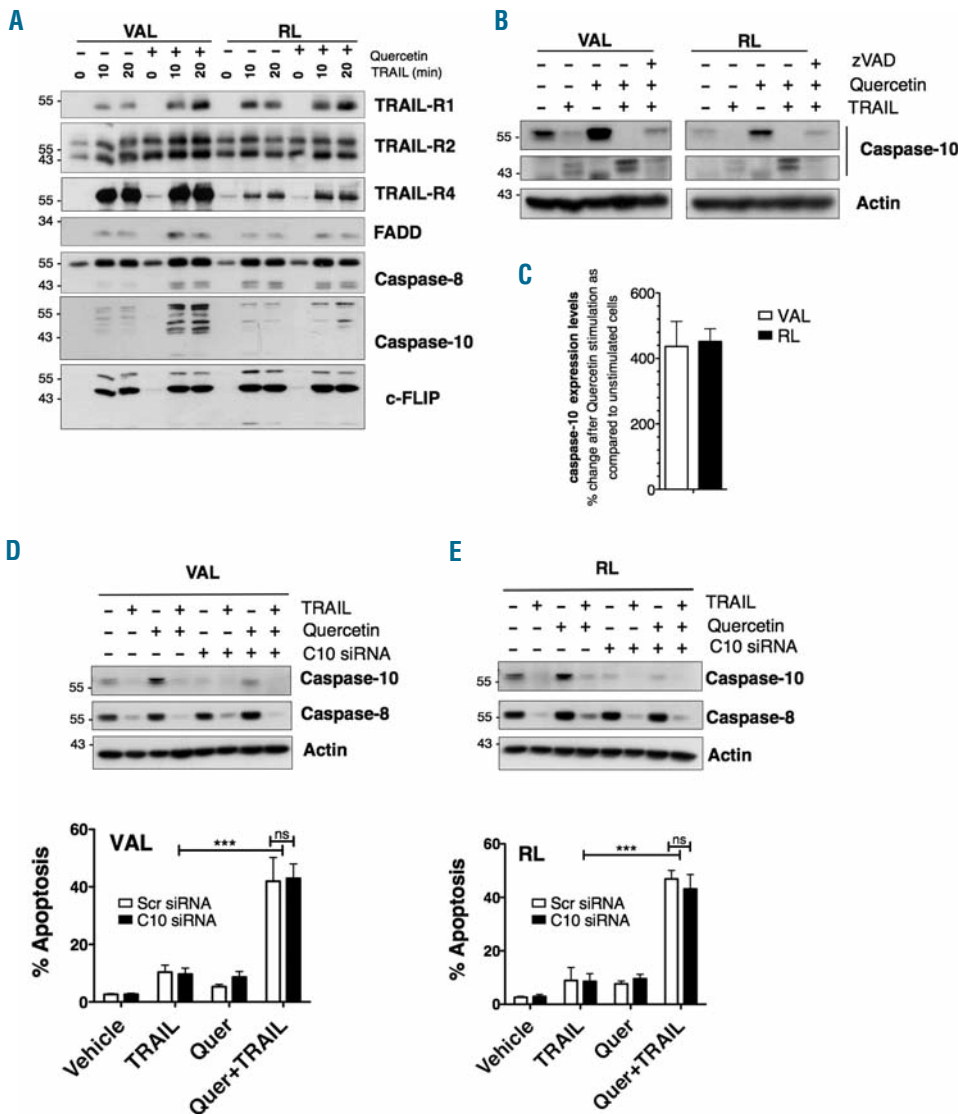 A
VAL RL
– – – + + + – – – + + + Quercetin
0 10 20 0 10 20 0 10 20 0 10 20 TRAIL (min)
55 TRAIL-R1
55
43 TRAIL-R2
55 TRAIL-R4
34
FADD
55
43 Caspase-8
55
43 Caspase-10
55
43 c-FLIP
B
VAL RL
+ + zVAD
– – + + + – – + + + Quercetin
– + – + + – + – + + TRAIL
55
43
Caspase-10
43
Actin
C
caspase-10 expression levels
% change after Quercetin stimulation as
compared to unstimulated cells
600
400
200
0
VAL
RL
D
VAL
– + – + – + – + TRAIL
– – + + – – + + Quercetin
– – – – + + + + C10 siRNA
55 Caspase-10
55 Caspase-8
43
Actin
% Apoptosis
60
40
20
0
VAL
*** ns
Scr siRNA
C10 siRNA
Vehicle
TRAIL
Quer
Quer+TRAIL
E
RL
– + – + – + – + TRAIL
– – + + – – + + Quercetin
– – – – + + + + C10 siRNA
55 Caspase-10
55 Caspase-8
43
Actin
% Apoptosis
60
40
20
0
RL
*** ns
Scr siRNA
C10 siRNA
Vehicle
TRAIL
Quer
Quer+TRAIL